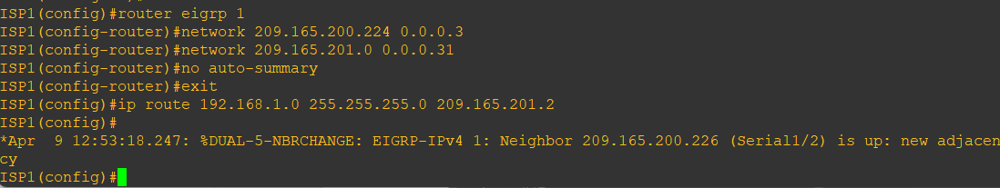 ISP1(config)#router eigrp 1
ISP1(config-router)#network 209.165.200.224 0.0.0.3
ISP1(config-router)#network 209.165.201.0 0.0.0.31
ISP1(config-router)#no auto-summary
ISP1(config-router)#exit
ISP1(config)#ip route 192.168.1.0 255.255.255.0 209.165.201.2
ISP1(config)#
*Apr  9 12:53:18.247: %DUAL-5-NBRCHANGE: EIGRP-IPv4 1: Neighbor 209.165.200.226 (Serial1/2) is up: new adjacen
cy
ISP1(config)#